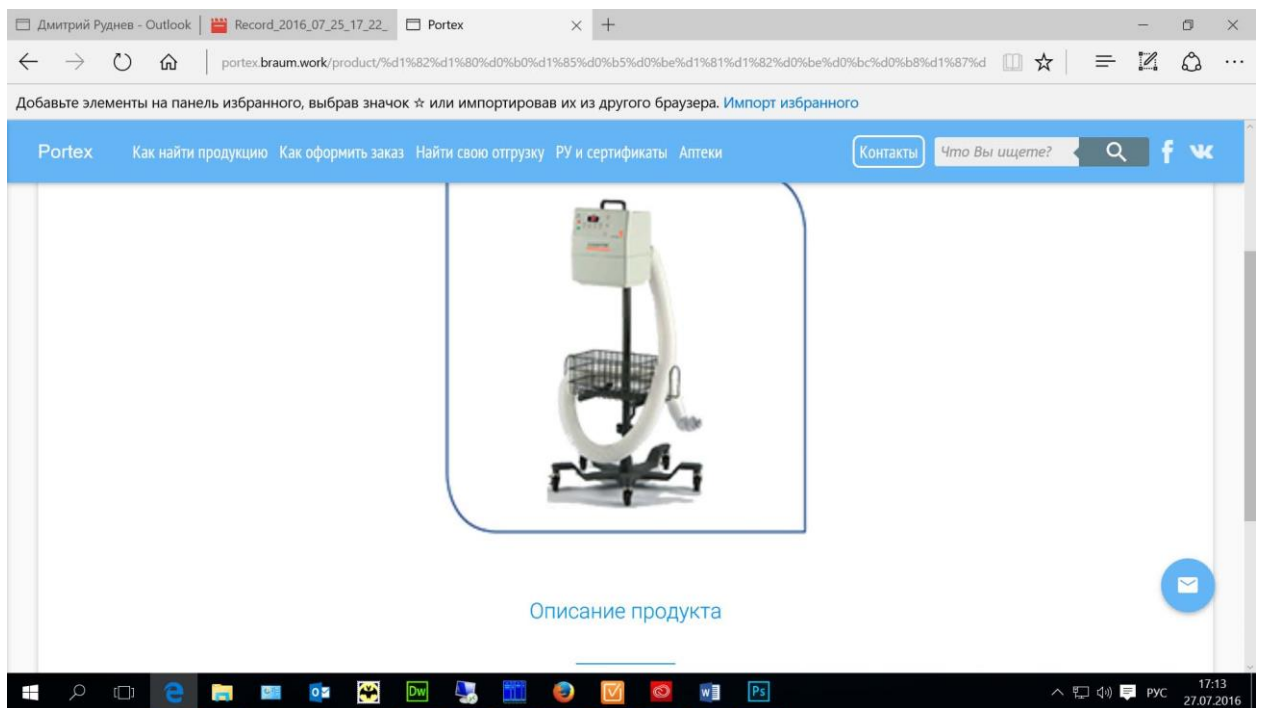 Дмитрий Руднев - Outlook
Record_2016_07_25_17_22_
Portex
portex.braum.work/product/%d1%82%d1%80%d0%b0%d1%85%d0%b5%d0%be%d1%81%d1%82%d0%be%d0%bc%d0%b8%d1%87%d
Добавьте элементы на панель избранного, выбрав значок ☆ или импортировав их из другого браузера. Импорт избранного
Portex Как найти продукцию Как оформить заказ Найти свою отгрузку РУ и сертификаты Аптеки Контакты Что Вы ищете?
Описание продукта
Dw
Ps
РУС
17:13
27.07.2016